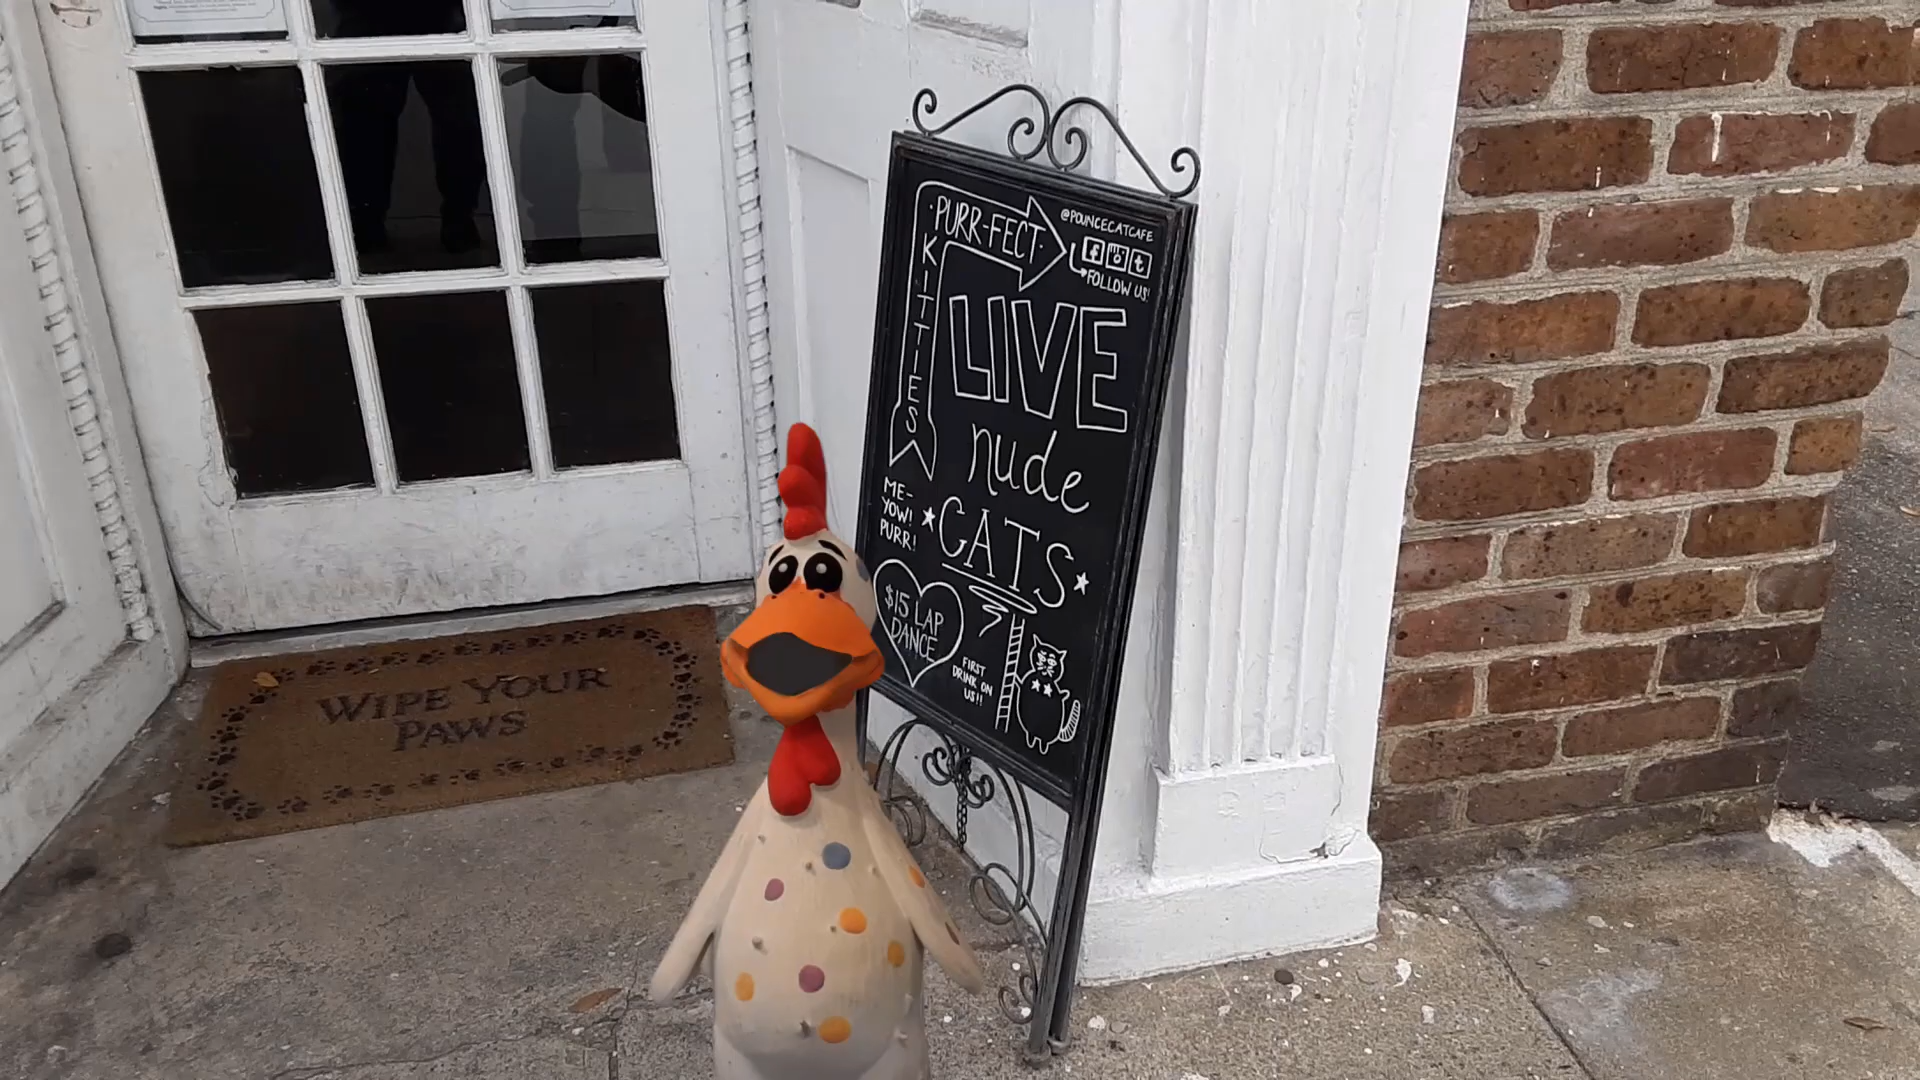 ·PURR-FECT·
KITTIES
@POUNCECATCAFE
f t
FOLLOW US!
LIVE
nude
CATS
ME-
YOW!
PURR!
$15 LAP
DANCE
FIRST
DRINK ON
US!!
WIPE YOUR
PAWS